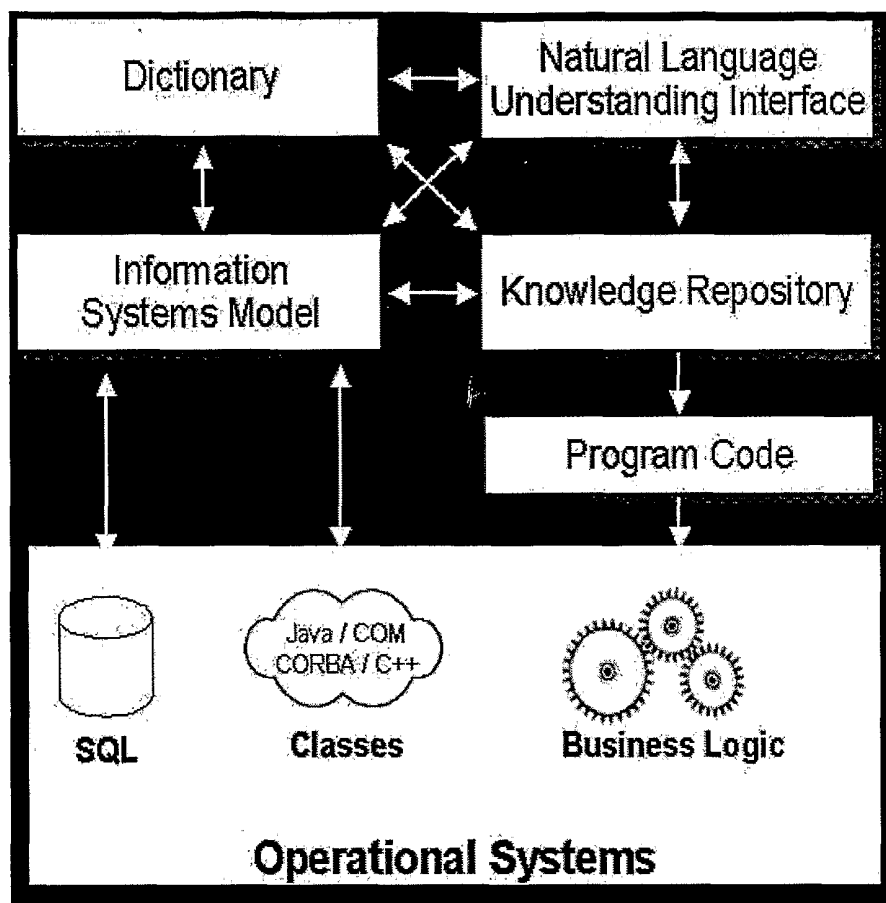 Dictionary
Natural Language
Understanding Interface
Information
Systems Model
Knowledge Repository
Program Code
Java / COM
CORBA / C++
SQL
Classes
Business Logic
Operational Systems